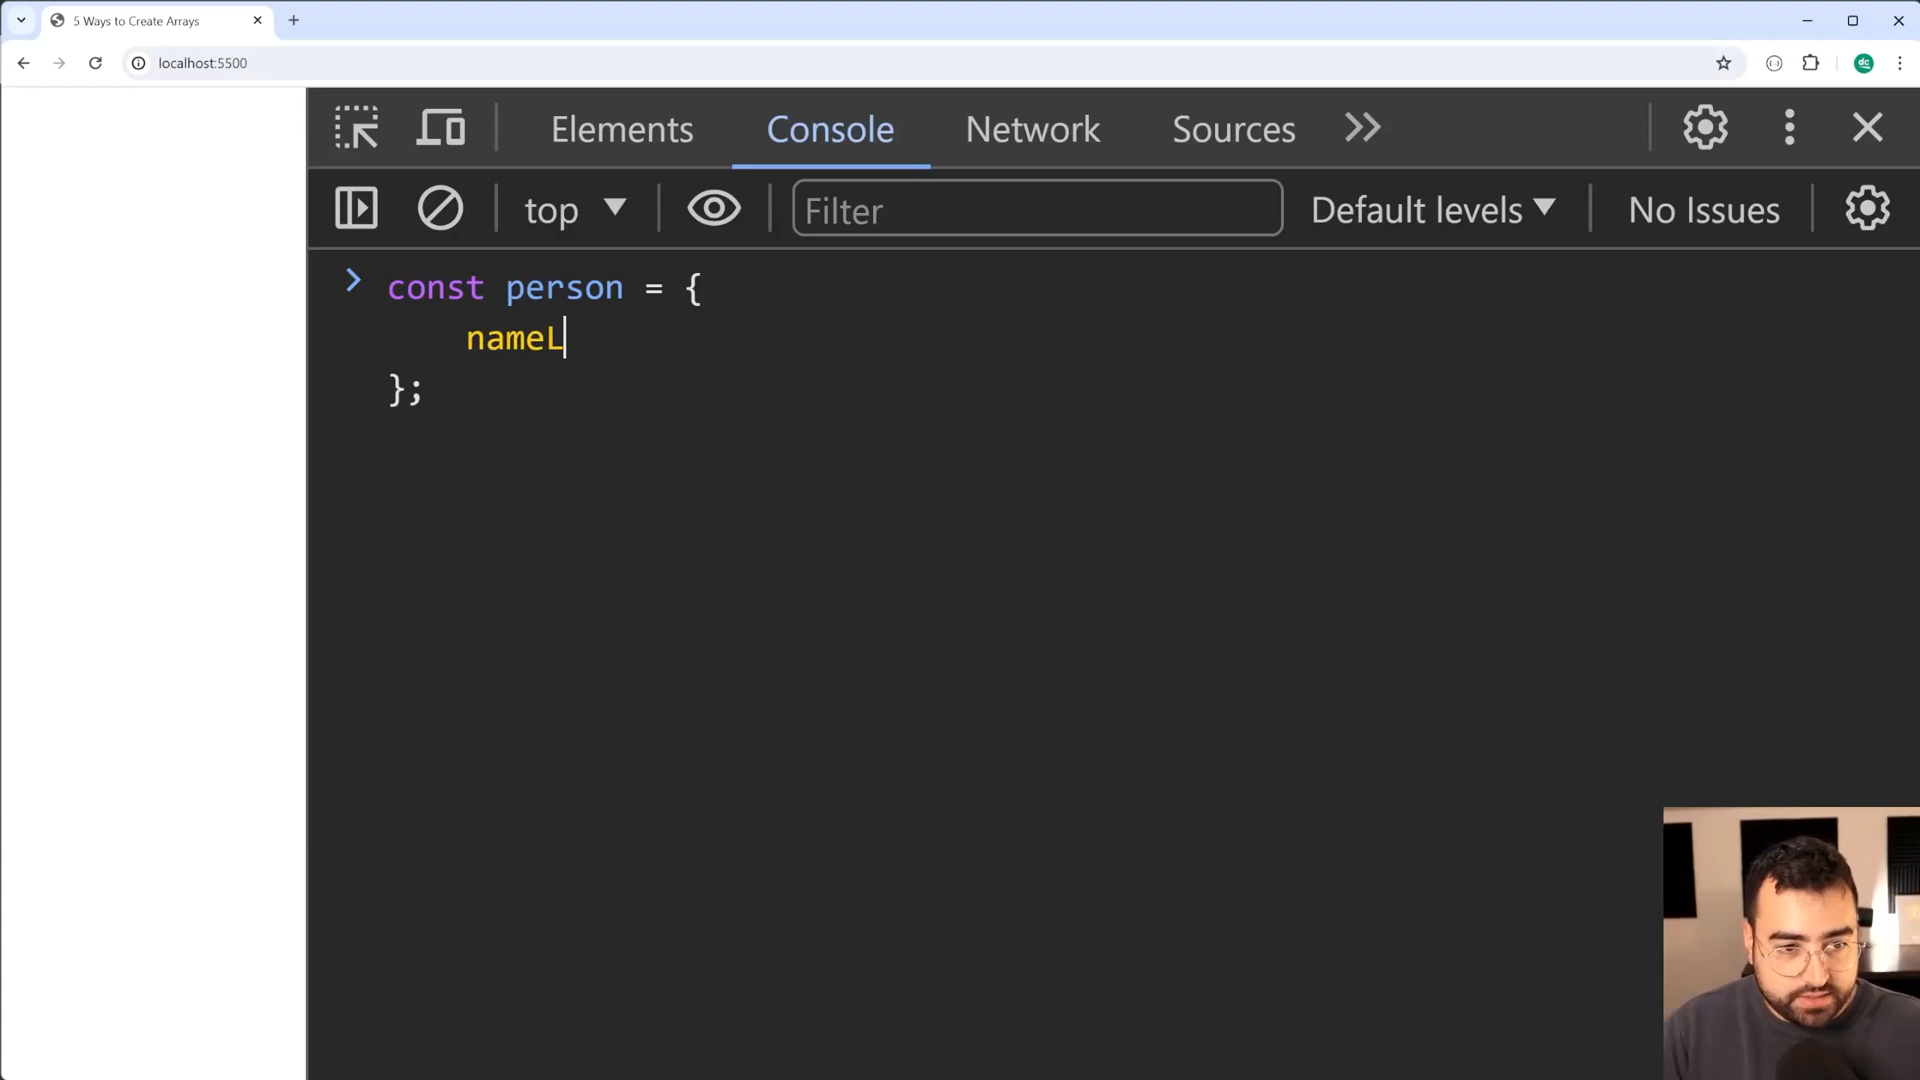 5 Ways to Create Arrays
localhost:5500
dc
Elements Console Network Sources
top Filter Default levels No Issues
const person = {
nameL
};